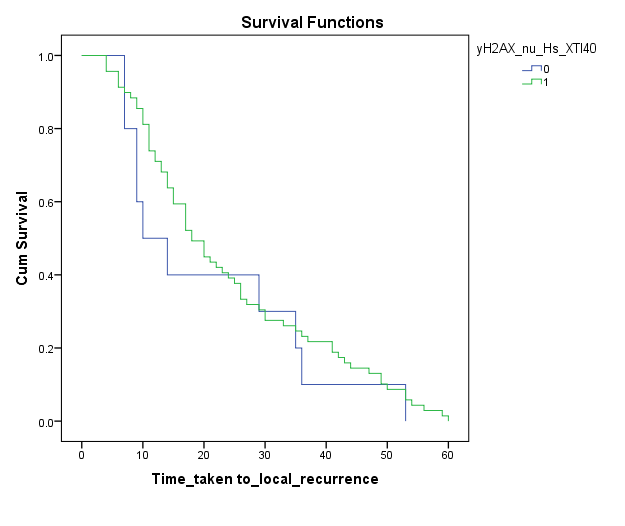 Survival Functions
yH2AX_nu_Hs_XTI40
0
1
Cum Survival
1.0
0.8
0.6
0.4
0.2
0.0
0 10 20 30 40 50 60
Time_taken to_local_recurrence